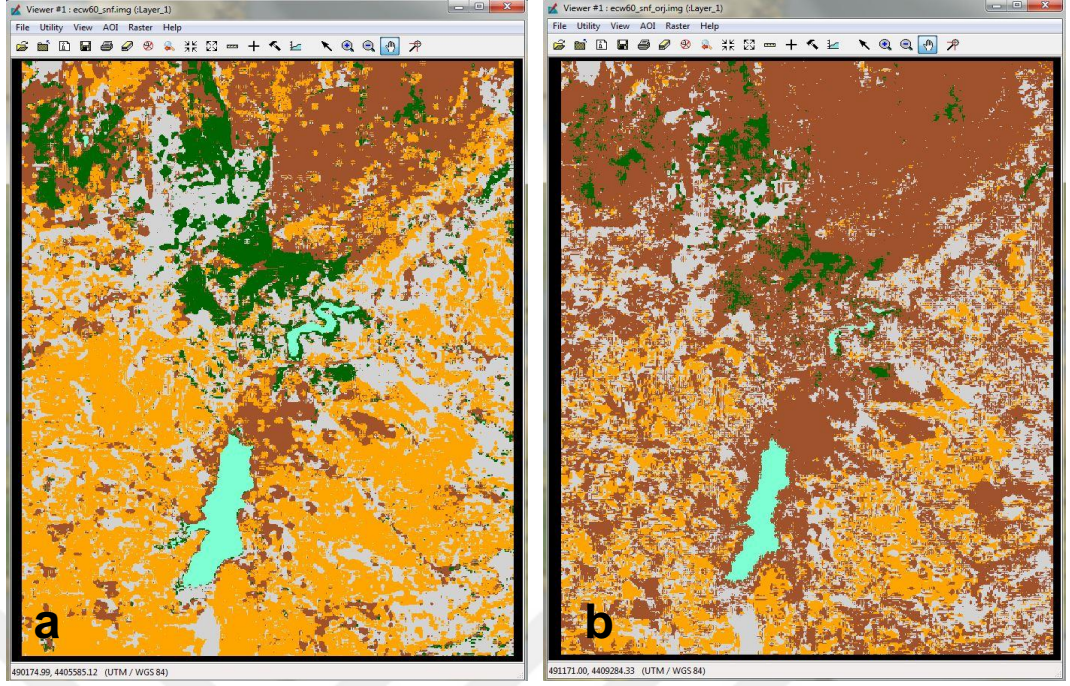 Viewer #1 : ecw60_snf.img (:Layer_1)
File Utility View AOI Raster Help
a
490174.99, 4405585.12 (UTM / WGS 84)
Viewer #1 : ecw60_snf_orj.img (:Layer_1)
File Utility View AOI Raster Help
b
491171.00, 4409284.33 (UTM / WGS 84)